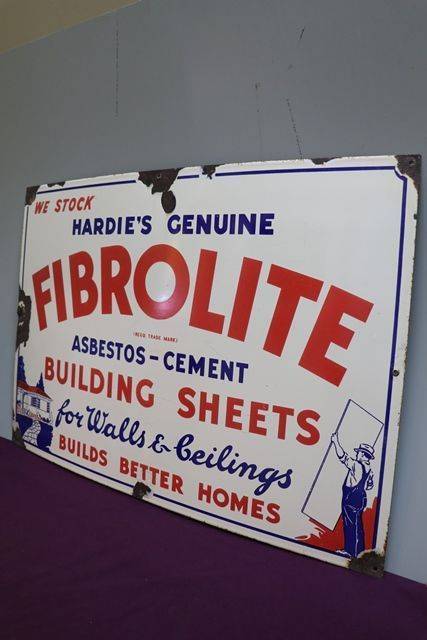 WE STOCK
HARDIE'S GENUINE
FIBROLITE
(REGD. TRADE MARK)
ASBESTOS-CEMENT
BUILDING SHEETS
for Walls & Ceilings
BUILDS BETTER HOMES